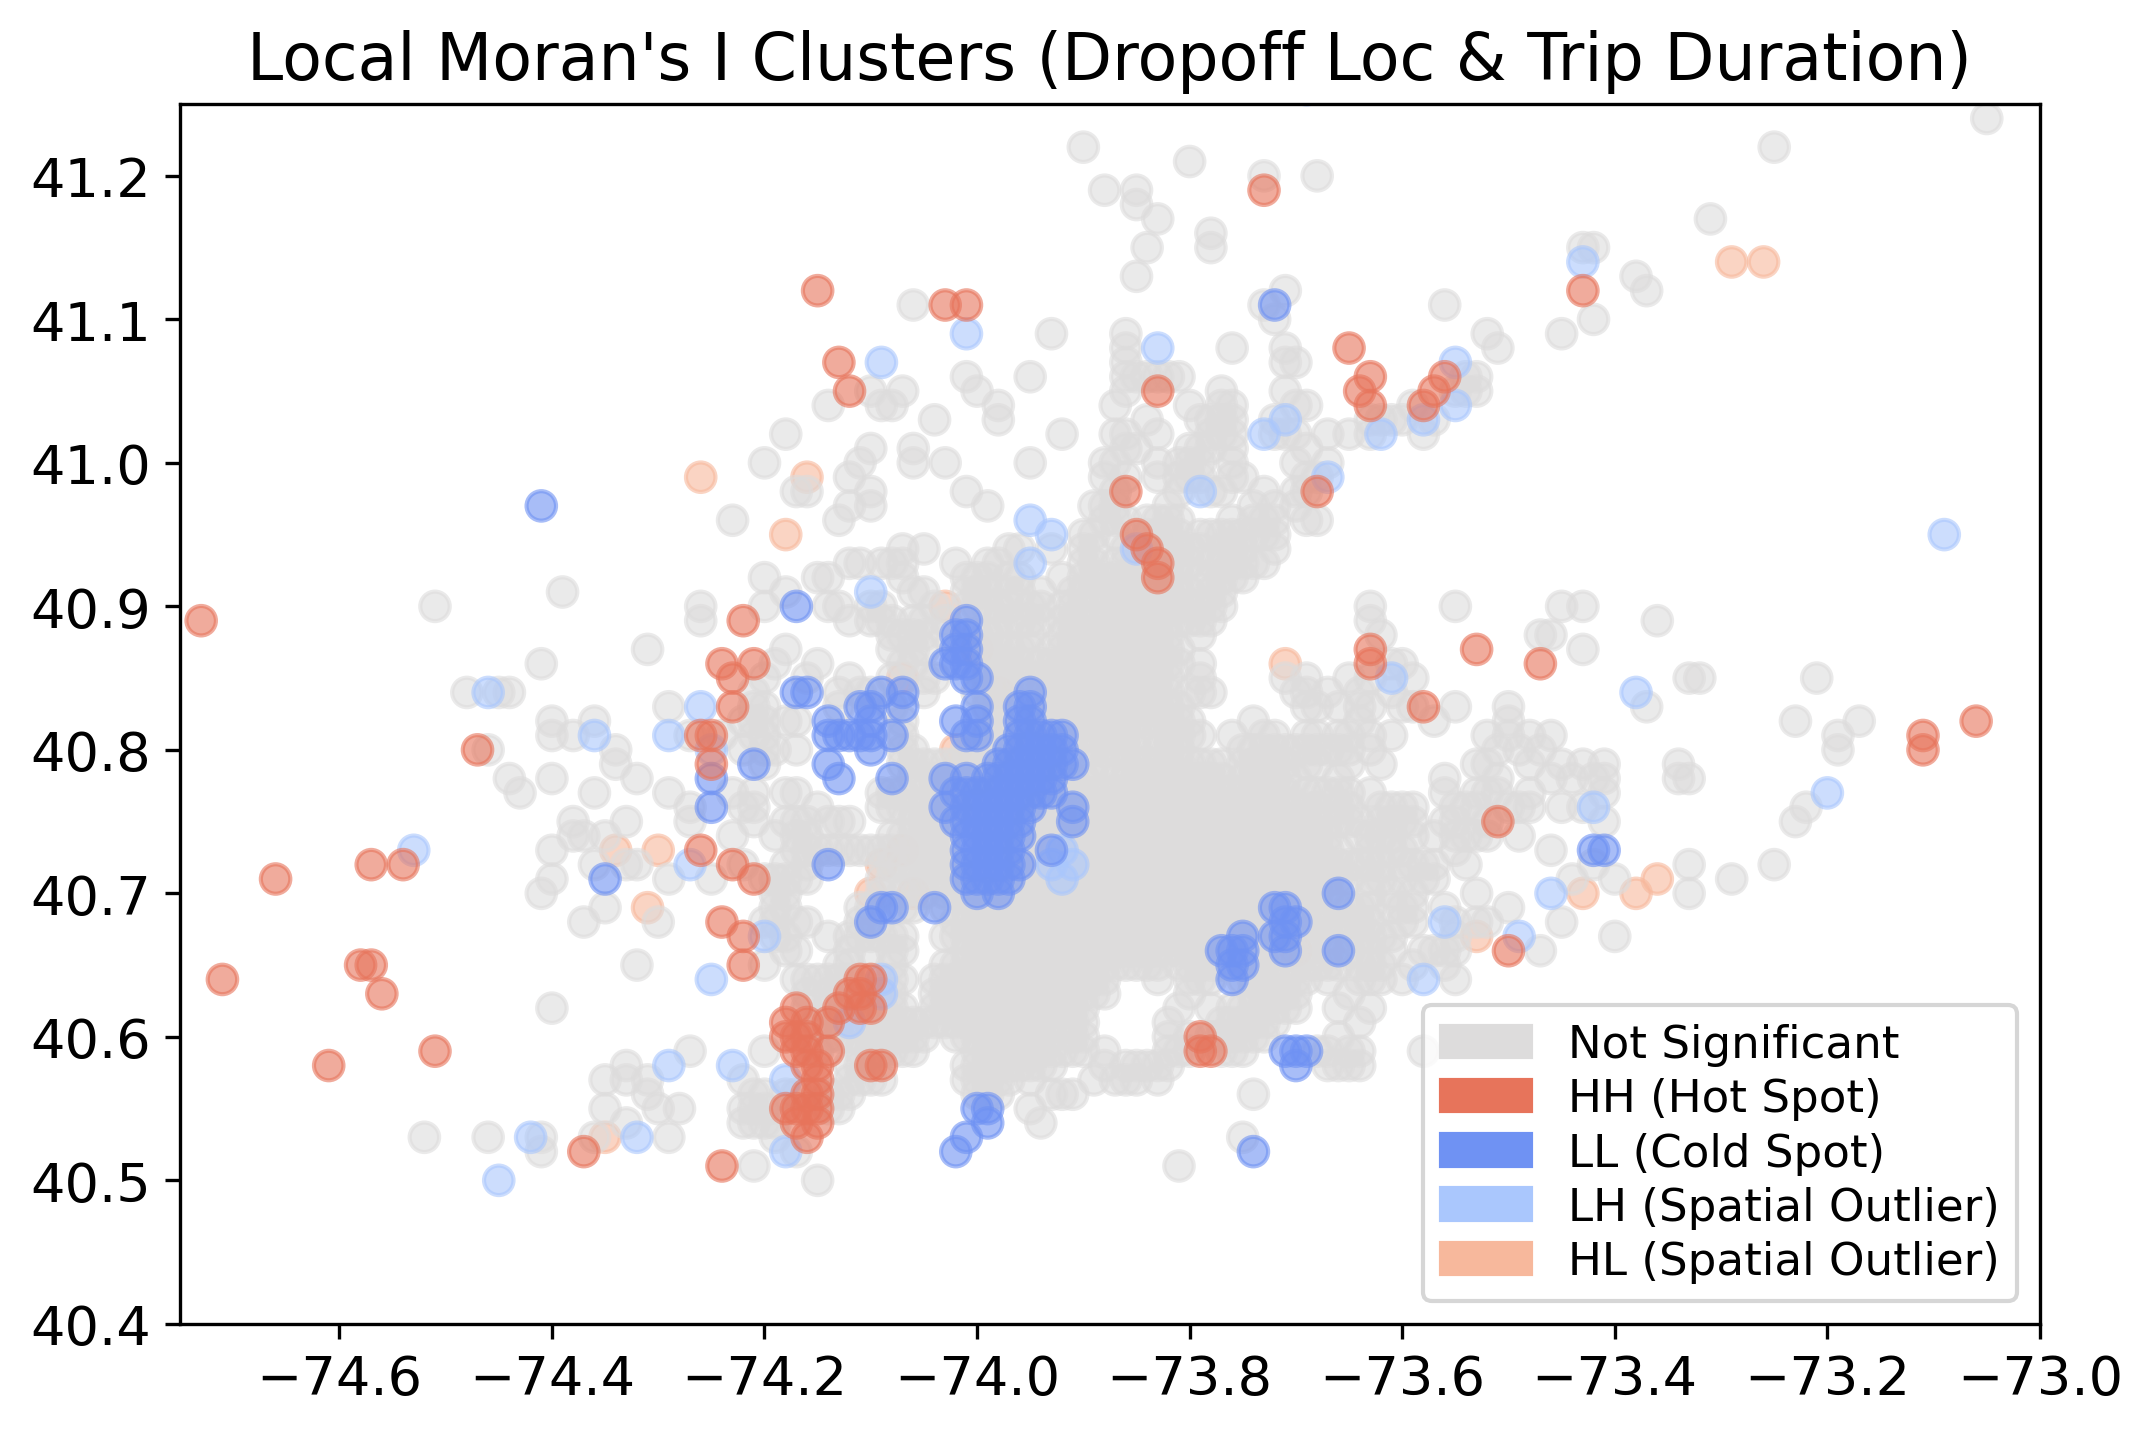 Local Moran's I Clusters (Dropoff Loc & Trip Duration)
41.2
41.1
41.0
40.9
40.8
40.7
40.6
40.5
40.4
Not Significant
HH (Hot Spot)
LL (Cold Spot)
LH (Spatial Outlier)
HL (Spatial Outlier)
−74.6 −74.4 −74.2 −74.0 −73.8 −73.6 −73.4 −73.2 −73.0